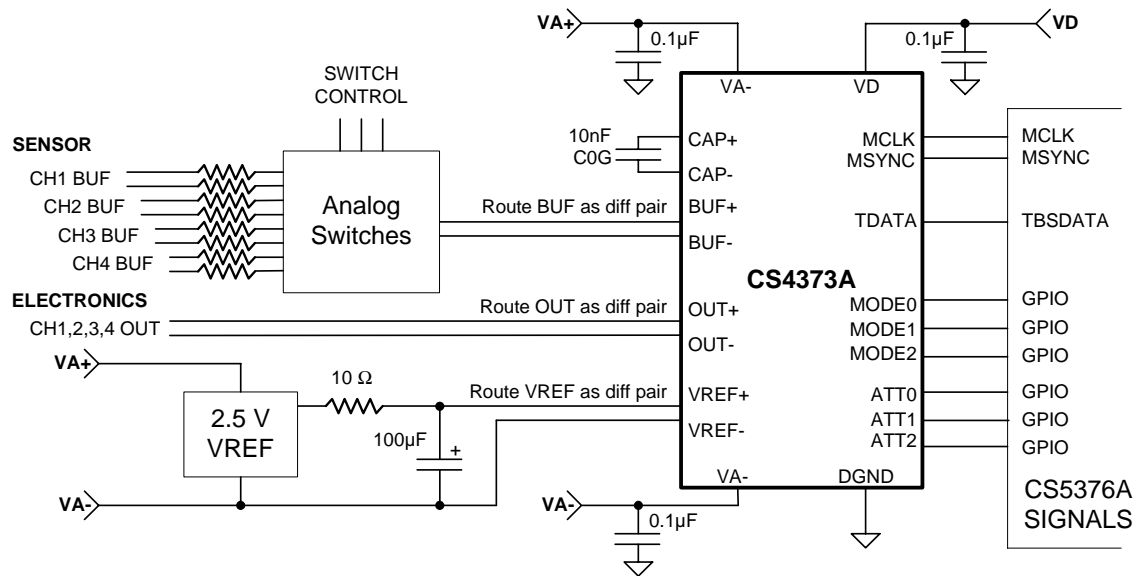 VA+
0.1µF
0.1µF
VD
SWITCH
CONTROL
VA-
VD
SENSOR
10nF
C0G
CAP+
CAP-
MCLK
MSYNC
MCLK
MSYNC
CH1 BUF
CH2 BUF
CH3 BUF
CH4 BUF
Analog
Switches
Route BUF as diff pair
BUF+
BUF-
TDATA
TBSDATA
CS4373A
ELECTRONICS
CH1,2,3,4 OUT
Route OUT as diff pair
OUT+
OUT-
MODE0
MODE1
MODE2
GPIO
GPIO
GPIO
VA+
10 Ω
Route VREF as diff pair
VREF+
VREF-
ATT0
ATT1
ATT2
GPIO
GPIO
GPIO
2.5 V
VREF
100µF
+
VA-
VA-
DGND
VA-
0.1µF
CS5376A
SIGNALS